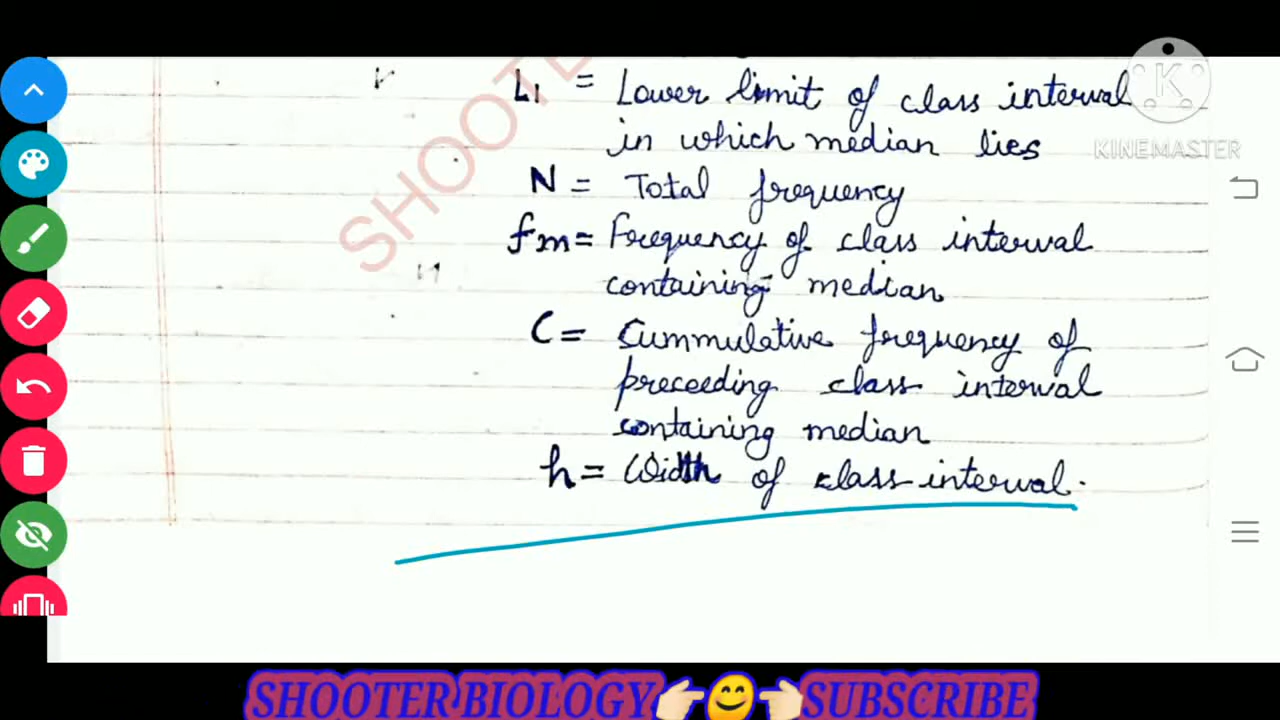 L1 = Lower limit of class interval
in which median lies
N = Total frequency
fm = Frequency of class interval
containing median
C = Cummulative frequency of
preceeding class interval
containing median
h = Width of class interval.
SHOOTE
K
KINEMASTER
SHOOTER BIOLOGY👉🏻😊👈🏻SUBSCRIBE